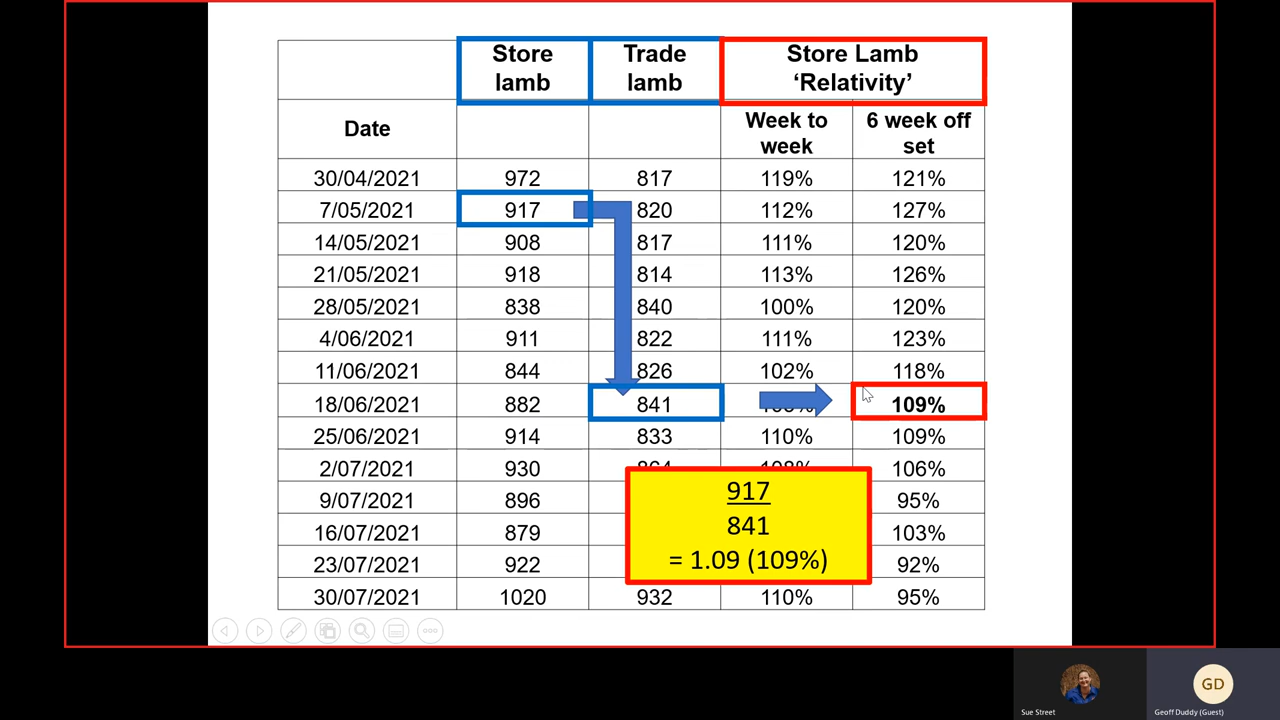 Store lamb Trade lamb Store Lamb ‘Relativity’
Date Week to week 6 week off set
30/04/2021 972 817 119% 121%
7/05/2021 917 820 112% 127%
14/05/2021 908 817 111% 120%
21/05/2021 918 814 113% 126%
28/05/2021 838 840 100% 120%
4/06/2021 911 822 111% 123%
11/06/2021 844 826 102% 118%
18/06/2021 882 841 109%
25/06/2021 914 833 110% 109%
2/07/2021 930 106%
9/07/2021 896 95%
16/07/2021 879 103%
23/07/2021 922 92%
30/07/2021 1020 932 110% 95%
917
841
= 1.09 (109%)
GD
Sue Street
Geoff Duddy (Guest)